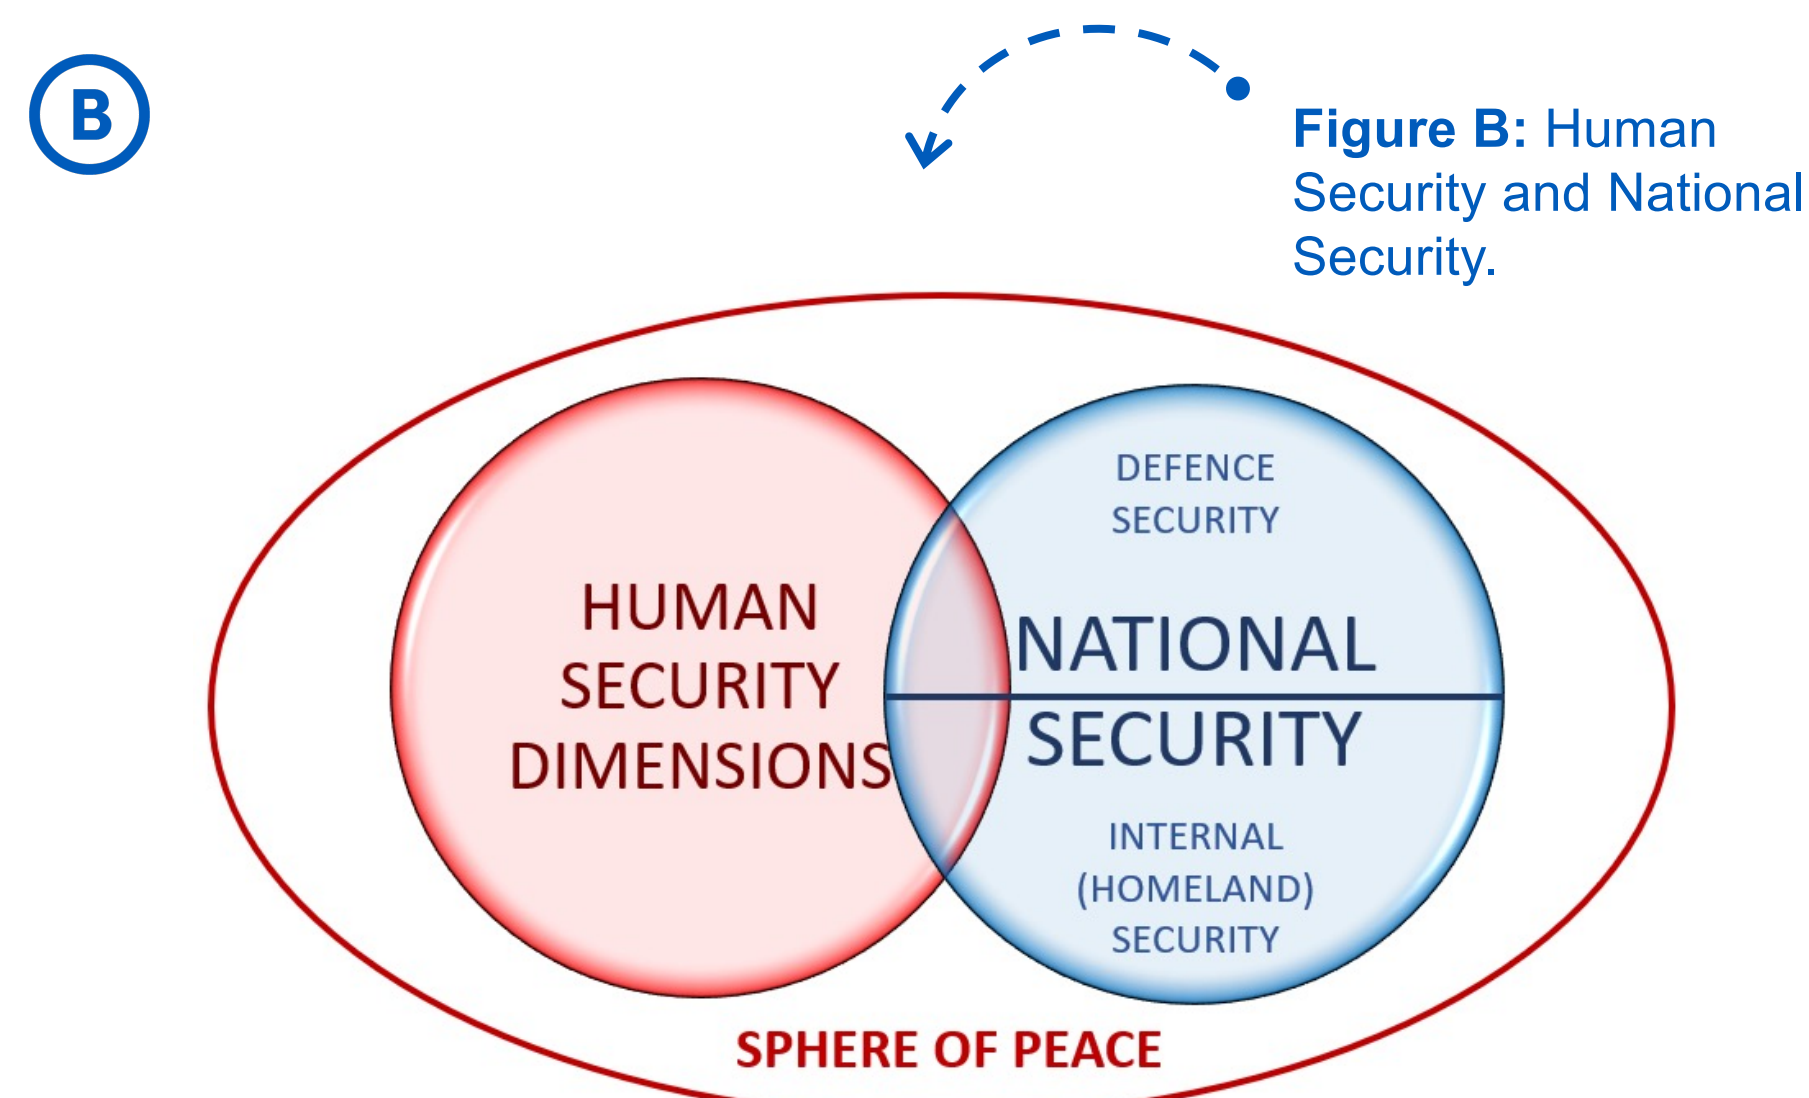 B
Figure B: Human
Security and National
Security.
HUMAN
SECURITY
DIMENSIONS
DEFENCE
SECURITY
NATIONAL
SECURITY
INTERNAL
(HOMELAND)
SECURITY
SPHERE OF PEACE